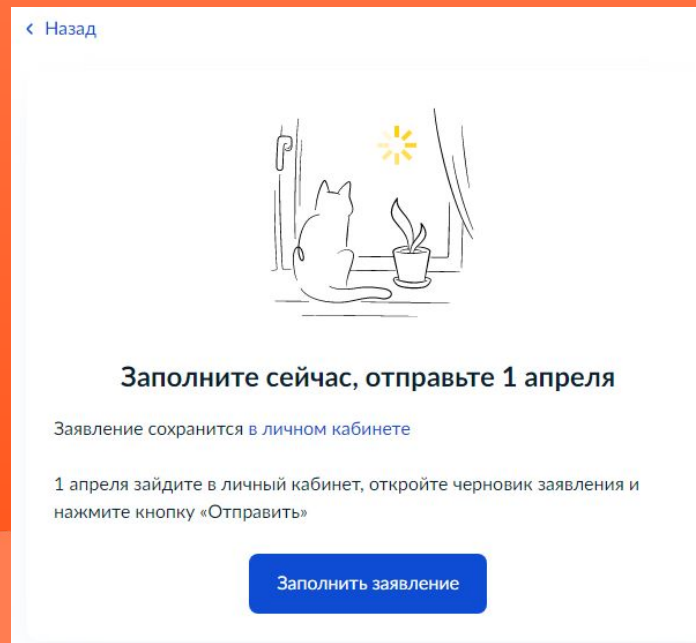 Назад
Заполните сейчас, отправьте 1 апреля
Заявление сохранится в личном кабинете
1 апреля зайдите в личный кабинет, откройте черновик заявления и
нажмите кнопку «Отправить»
Заполнить заявление